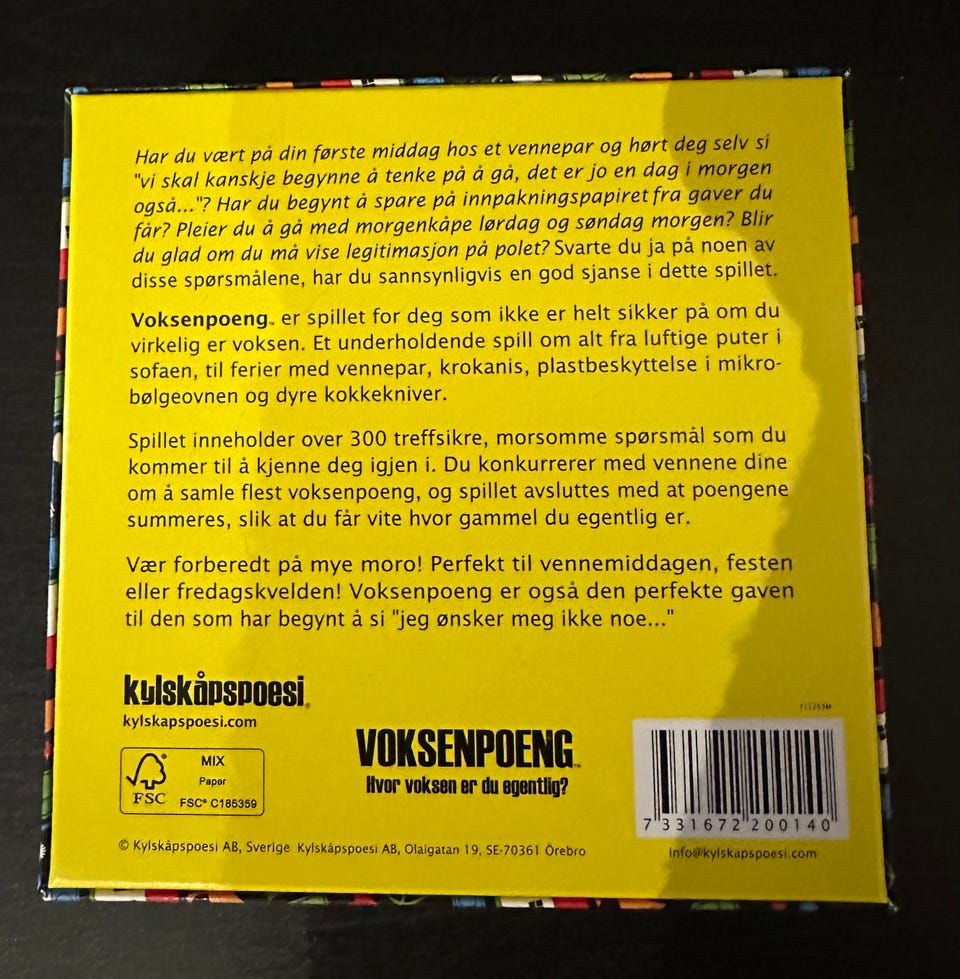 Har du vært på din første middag hos et vennepar og hørt deg selv si
"vi skal kanskje begynne å tenke på å gå, det er jo en dag i morgen
også..."? Har du begynt å spare på innpakningspapiret fra gaver du
får? Pleier du å gå med morgenkåpe lørdag og søndag morgen? Blir
du glad om du må vise legitimasjon på polet? Svarte du ja på noen av
disse spørsmålene, har du sannsynligvis en god sjanse i dette spillet.
Voksenpoeng™ er spillet for deg som ikke er helt sikker på om du
virkelig er voksen. Et underholdende spill om alt fra luftige puter i
sofaen, til ferier med vennepar, krokanis, plastbeskyttelse i mikro-
bølgeovnen og dyre kokkekniver.
Spillet inneholder over 300 treffsikre, morsomme spørsmål som du
kommer til å kjenne deg igjen i. Du konkurrerer med vennene dine
om å samle flest voksenpoeng, og spillet avsluttes med at poengene
summeres, slik at du får vite hvor gammel du egentlig er.
Vær forberedt på mye moro! Perfekt til vennemiddagen, festen
eller fredagskvelden! Voksenpoeng er også den perfekte gaven
til den som har begynt å si "jeg ønsker meg ikke noe..."
kylskåpspoesi®
kylskapspoesi.com
MIX
Paper
FSC® C185359
FSC
VOKSENPOENG™
Hvor voksen er du egentlig?
7 331672 200140
© Kylskåpspoesi AB, Sverige Kylskåpspoesi AB, Olaigatan 19, SE-70361 Örebro
info@kylskapspoesi.com